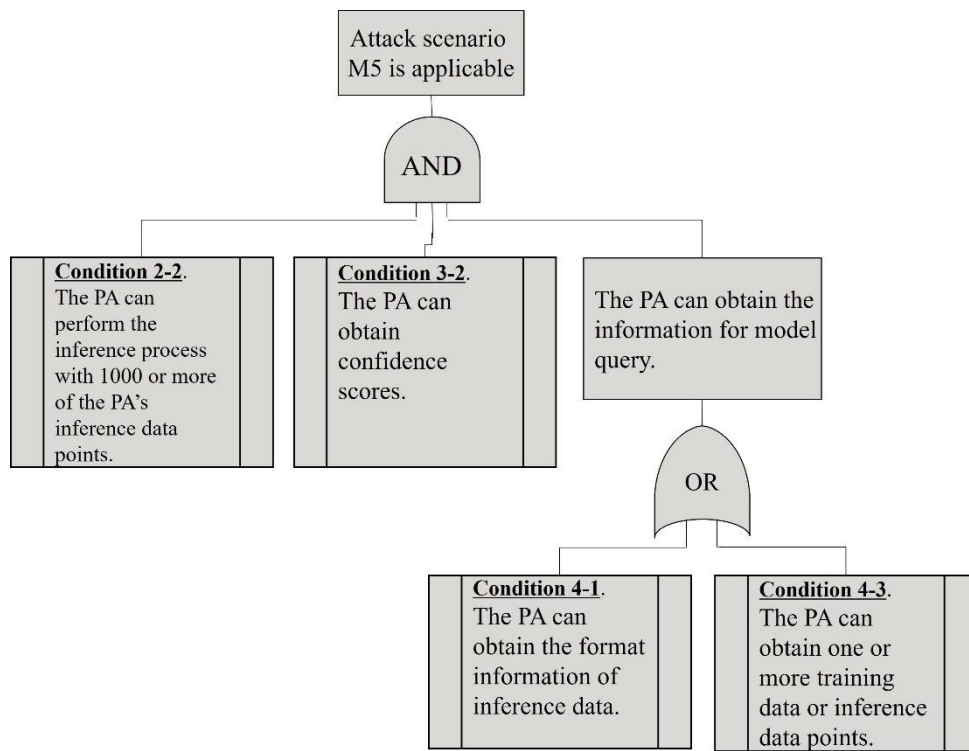 Attack scenario
M5 is applicable
AND
Condition 2-2.
The PA can
perform the
inference process
with 1000 or more
of the PA’s
inference data
points.
Condition 3-2.
The PA can
obtain
confidence
scores.
The PA can obtain the
information for model
query.
OR
Condition 4-1.
The PA can
obtain the format
information of
inference data.
Condition 4-3.
The PA can
obtain one or
more training
data or inference
data points.